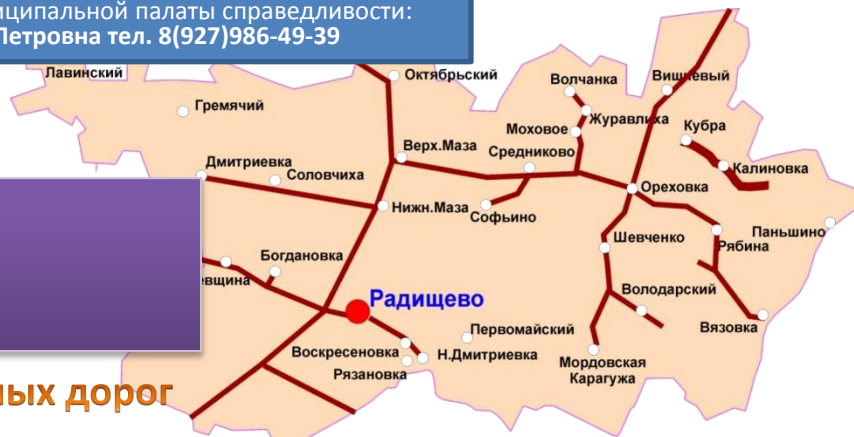 иципальной палаты справедливости:
Петровна тел. 8(927)986-49-39
Лавинский
Октябрьский
Волчанка
Вишневый
Гремячий
Журавлиха
Моховое
Кубра
Верх.Маза
Средниково
Дмитриевка
Соловчиха
Калиновка
Ореховка
Нижн.Маза
Софьино
Паньшино
Шевченко
Рябина
Богдановка
евщина
Володарский
Радищево
Первомайский
Вязовка
Воскресеновка
Н.Дмитриевка
Рязановка
Мордовская
Карагужа
ных дорог